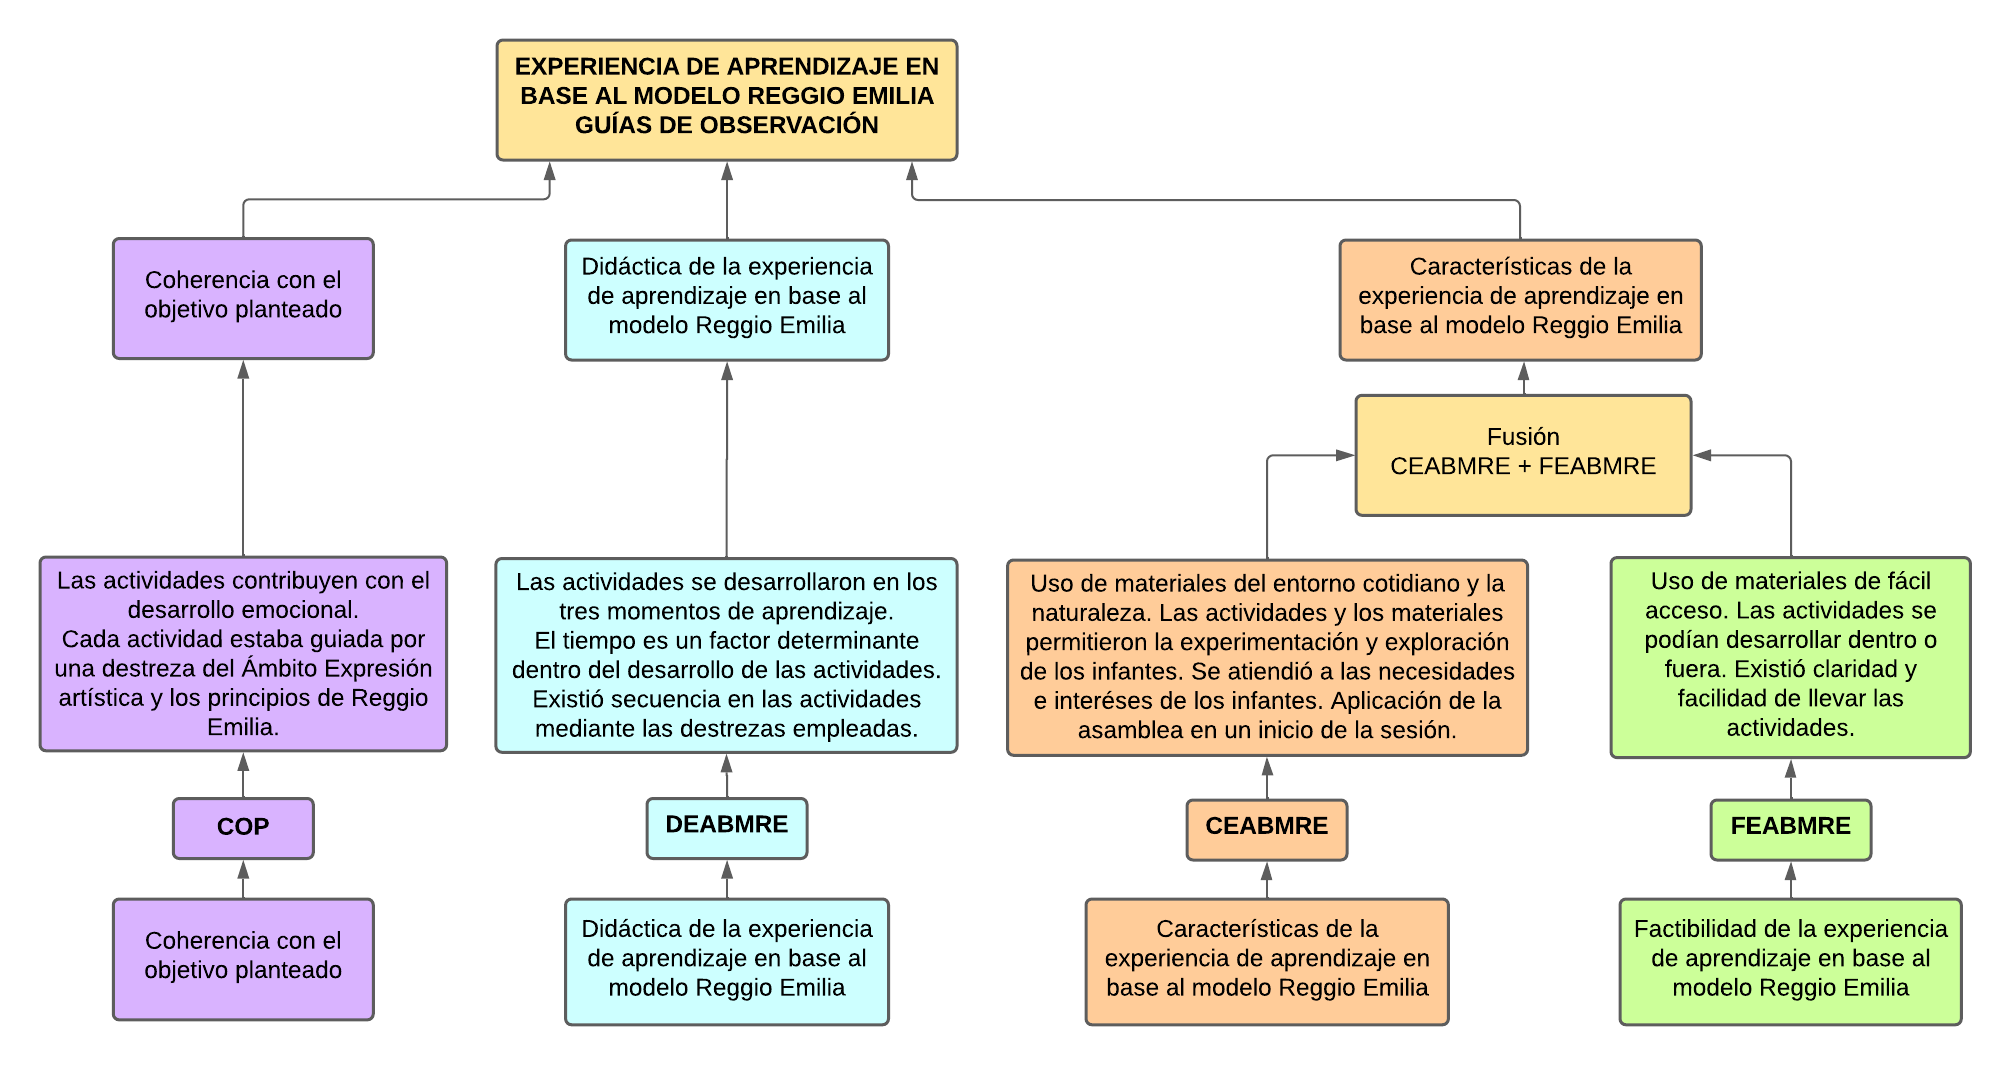 EXPERIENCIA DE APRENDIZAJE EN
BASE AL MODELO REGGIO EMILIA
GUÍAS DE OBSERVACIÓN
Coherencia con el
objetivo planteado
Didáctica de la experiencia
de aprendizaje en base al
modelo Reggio Emilia
Características de la
experiencia de aprendizaje en
base al modelo Reggio Emilia
Fusión
CEABMRE + FEABMRE
Las actividades contribuyen con el
desarrollo emocional.
Cada actividad estaba guiada por
una destreza del Ámbito Expresión
artística y los principios de Reggio
Emilia.
Las actividades se desarrollaron en los
tres momentos de aprendizaje.
El tiempo es un factor determinante
dentro del desarrollo de las actividades.
Existió secuencia en las actividades
mediante las destrezas empleadas.
Uso de materiales del entorno cotidiano y la
naturaleza. Las actividades y los materiales
permitieron la experimentación y exploración
de los infantes. Se atiendió a las necesidades
e interéses de los infantes. Aplicación de la
asamblea en un inicio de la sesión.
Uso de materiales de fácil
acceso. Las actividades se
podían desarrollar dentro o
fuera. Existió claridad y
facilidad de llevar las
actividades.
COP
DEABMRE
CEABMRE
FEABMRE
Coherencia con el
objetivo planteado
Didáctica de la experiencia
de aprendizaje en base al
modelo Reggio Emilia
Características de la
experiencia de aprendizaje en
base al modelo Reggio Emilia
Factibilidad de la experiencia
de aprendizaje en base al
modelo Reggio Emilia